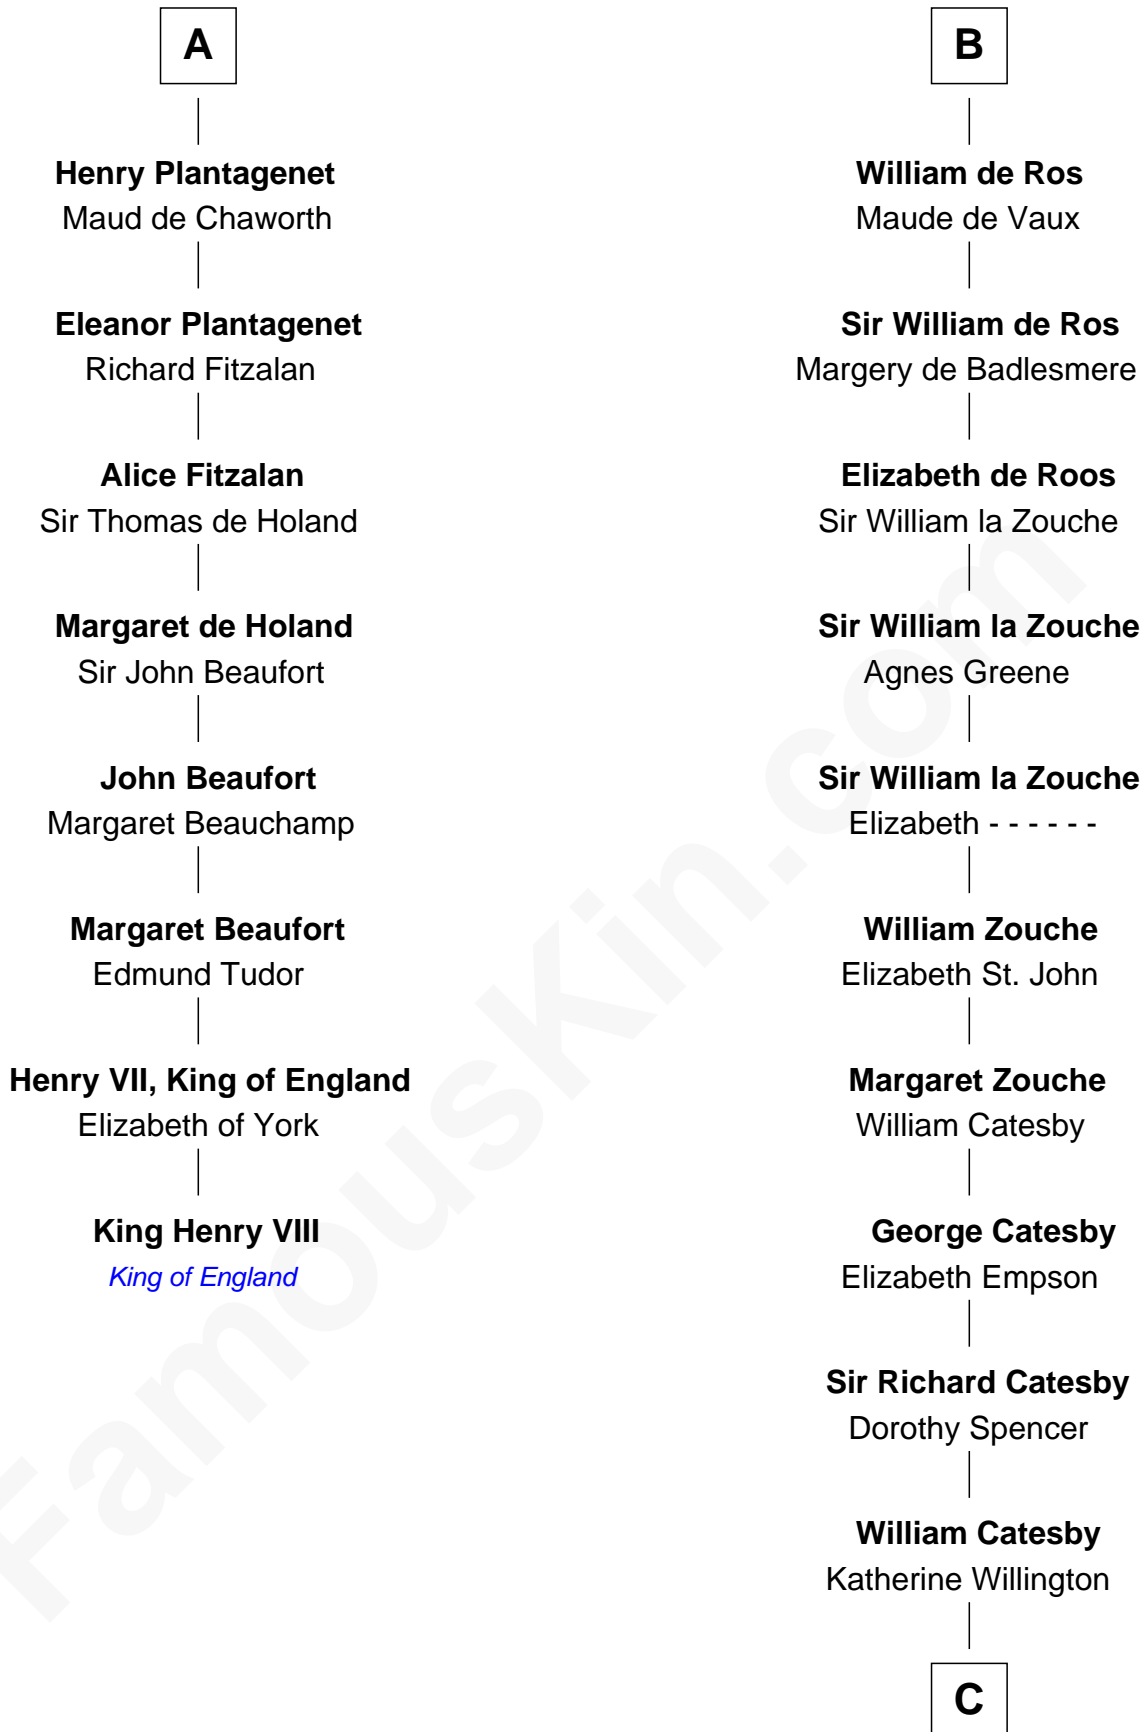 A
Henry Plantagenet
Maud de Chaworth
Eleanor Plantagenet
Richard Fitzalan
Alice Fitzalan
Sir Thomas de Holand
Margaret de Holand
Sir John Beaufort
John Beaufort
Margaret Beauchamp
Margaret Beaufort
Edmund Tudor
Henry VII, King of England
Elizabeth of York
King Henry VIII
King of England
B
William de Ros
Maude de Vaux
Sir William de Ros
Margery de Badlesmere
Elizabeth de Roos
Sir William la Zouche
Sir William la Zouche
Agnes Greene
Sir William la Zouche
Elizabeth - - - - - -
William Zouche
Elizabeth St. John
Margaret Zouche
William Catesby
George Catesby
Elizabeth Empson
Sir Richard Catesby
Dorothy Spencer
William Catesby
Katherine Willington
C
FamousKin.com